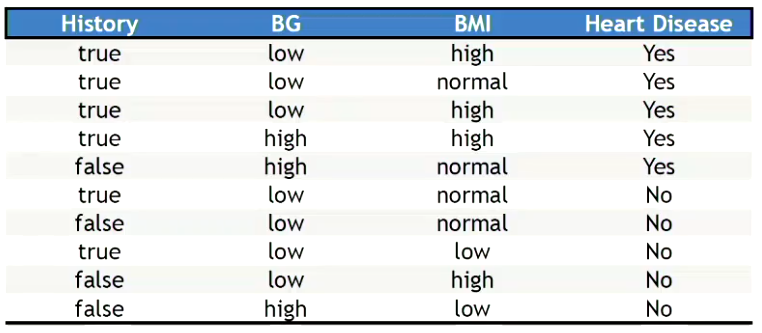 History BG BMI Heart Disease
true low high Yes
true low normal Yes
true low high Yes
true high high Yes
false high normal Yes
true low normal No
false low normal No
true low low No
false low high No
false high low No